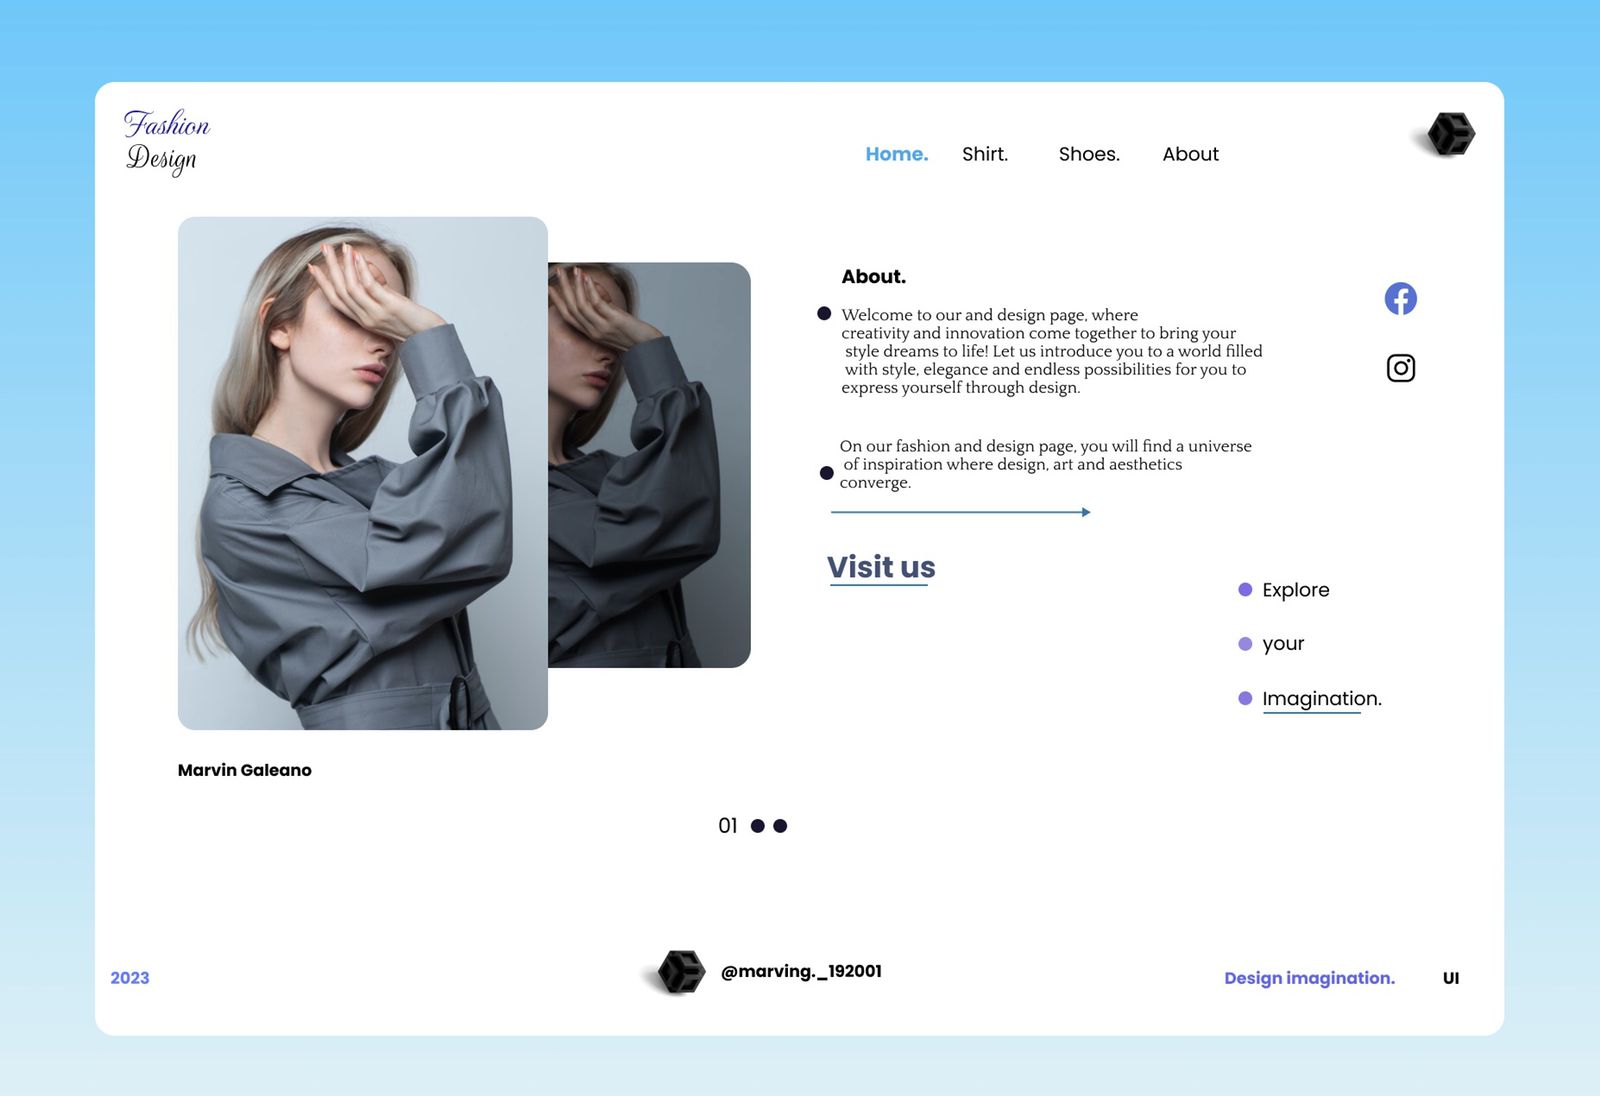 Fashion
Design
Home. Shirt. Shoes. About
About.
Welcome to our and design page, where
creativity and innovation come together to bring your
style dreams to life! Let us introduce you to a world filled
with style, elegance and endless possibilities for you to
express yourself through design.
On our fashion and design page, you will find a universe
of inspiration where design, art and aesthetics
converge.
Visit us
Explore
your
Imagination.
Marvin Galeano
01
2023
@marving._192001
Design imagination.
UI